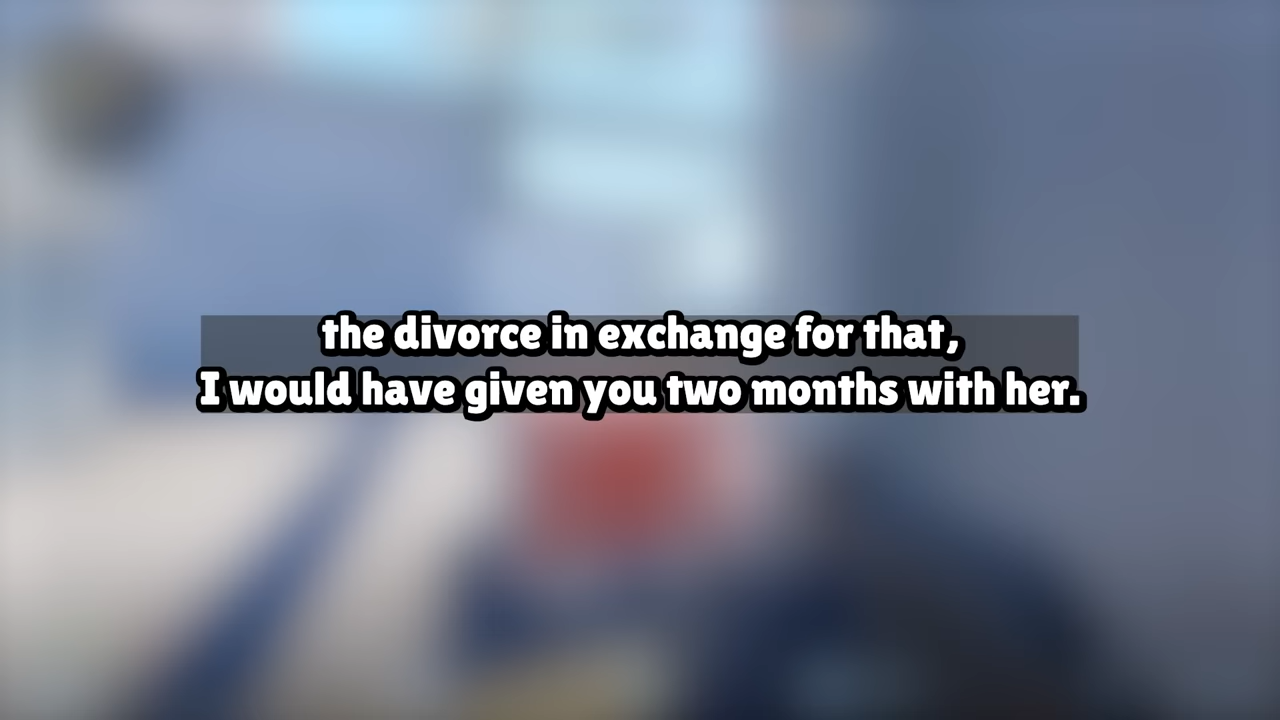 the divorce in exchange for that,
I would have given you two months with her.